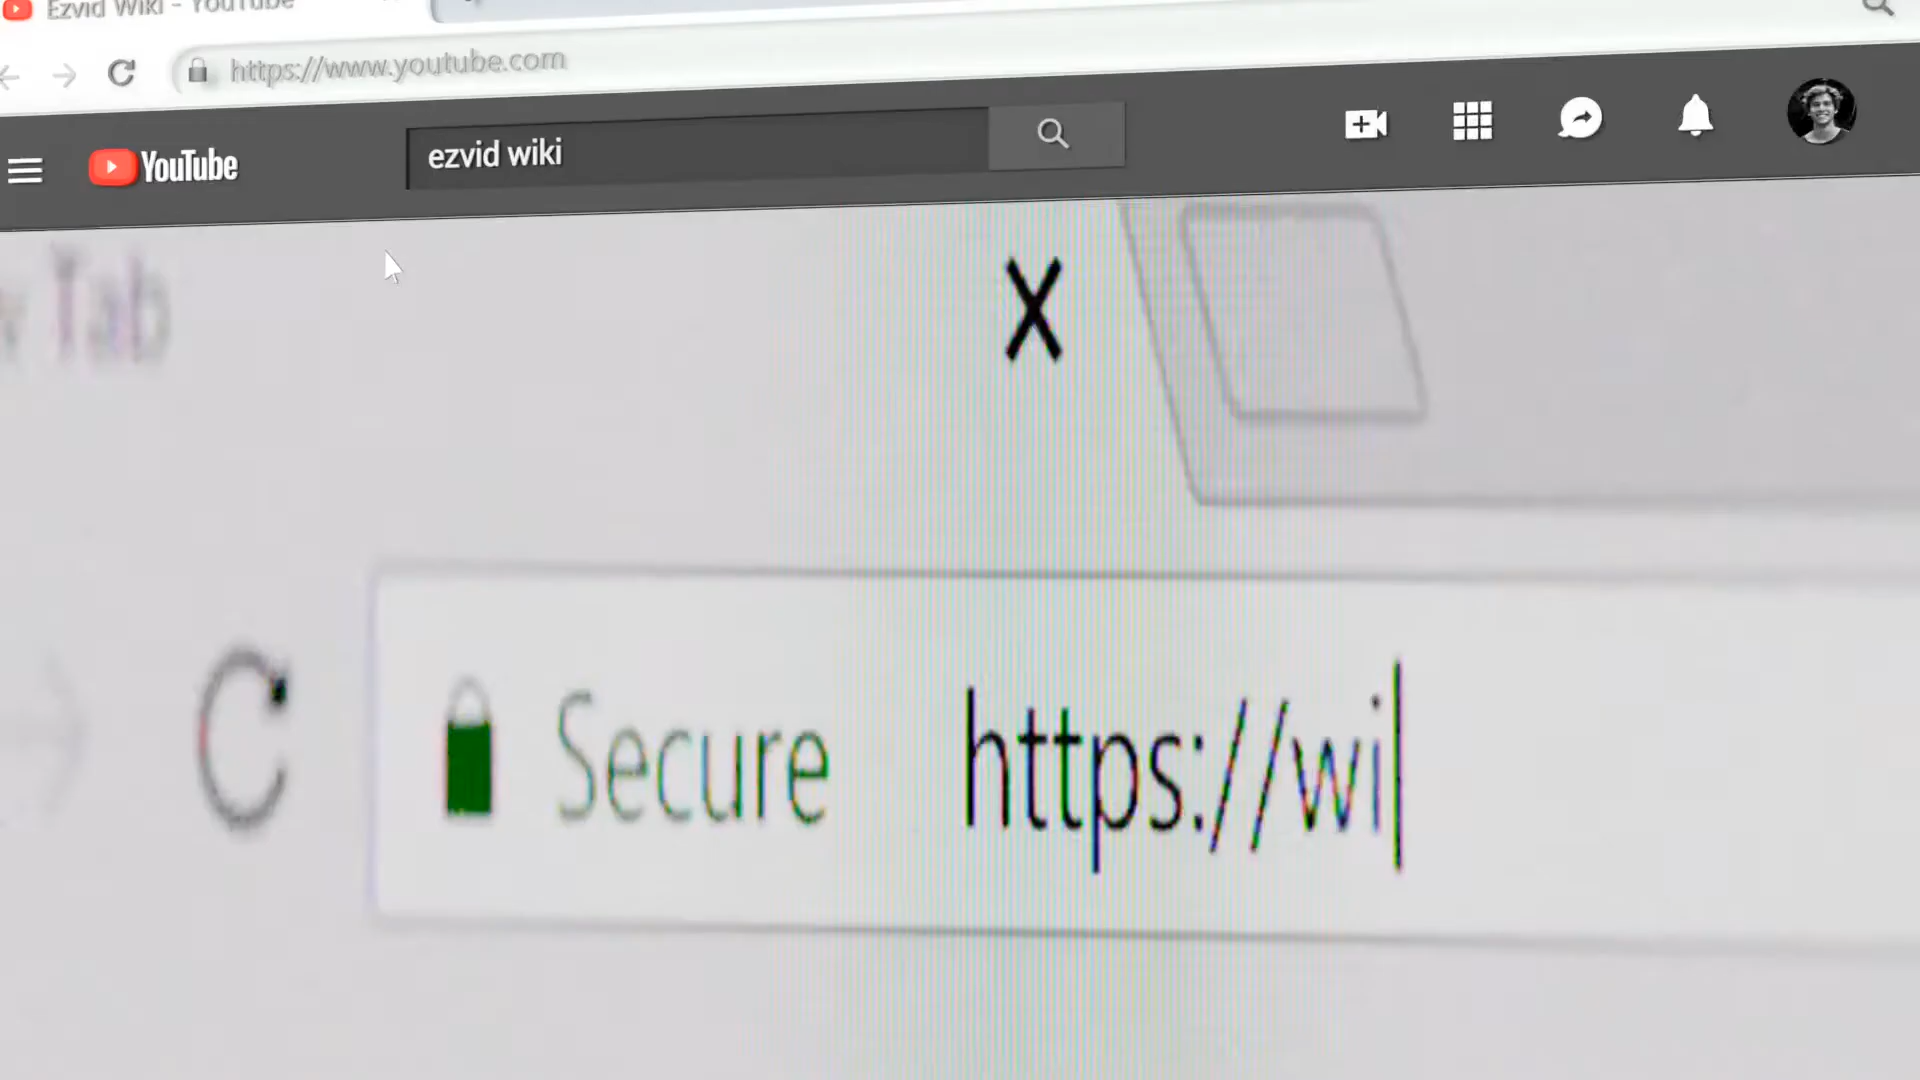 Ezvid Wiki - YouTube
https://www.youtube.com
YouTube
ezvid wiki
Tab
X
Secure https://wi